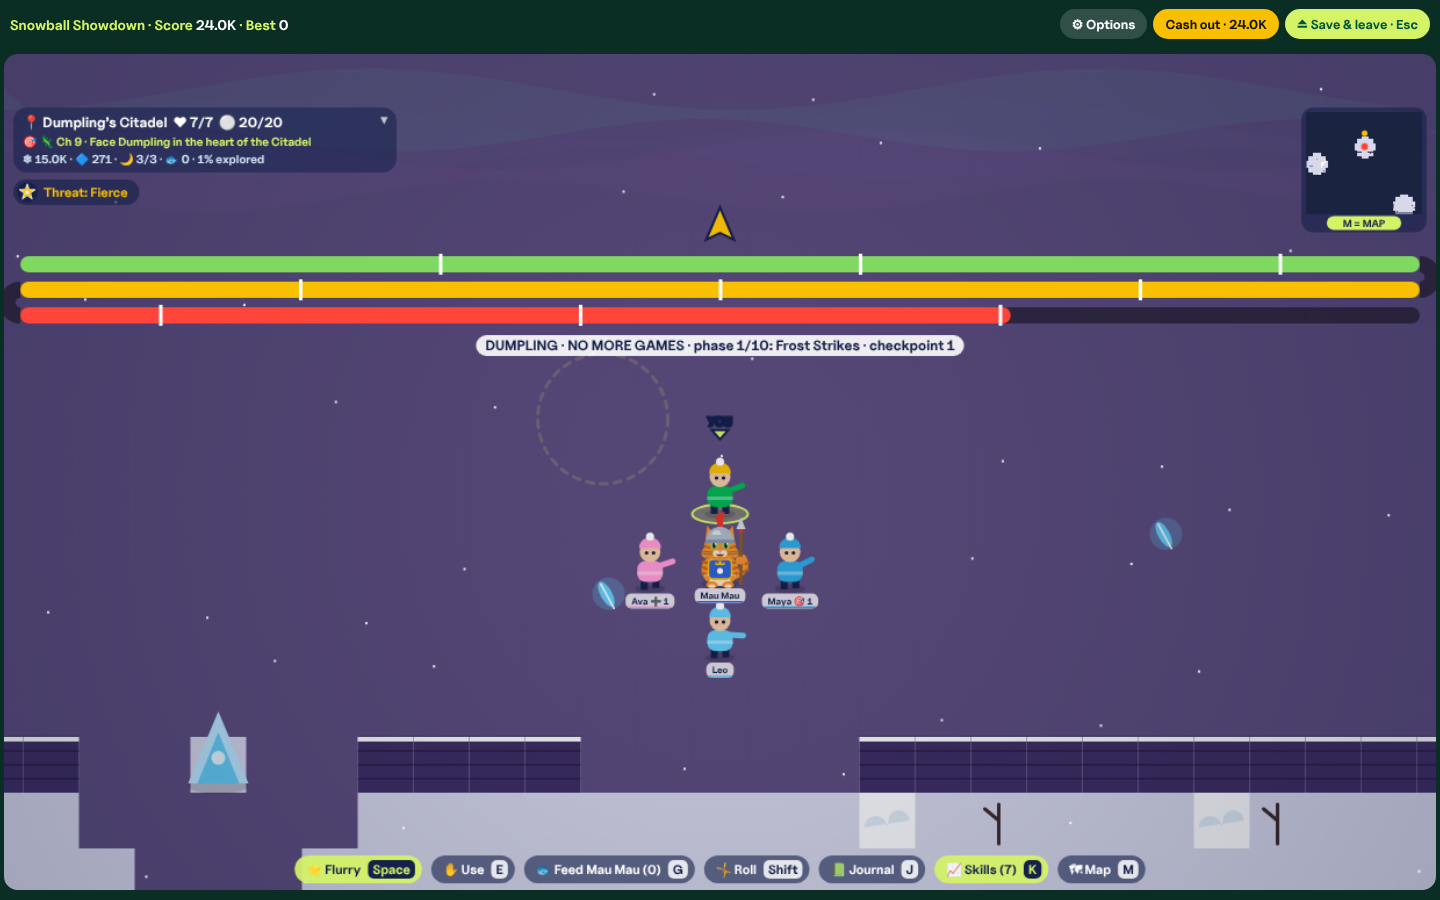 Snowball Showdown · Score 24.0K · Best 0
Options
Cash out · 24.0K
Save & leave · Esc
Dumpling's Citadel 7/7 20/20
Ch 9 · Face Dumpling in the heart of the Citadel
15.0K · 271 · 3/3 · 0 · 1% explored
Threat: Fierce
M = MAP
DUMPLING · NO MORE GAMES · phase 1/10: Frost Strikes · checkpoint 1
YOU
Ava 1
Mau Mau
Maya 1
Leo
Flurry Space
Use E
Feed Mau Mau (0) G
Roll Shift
Journal J
Skills (7) K
Map M